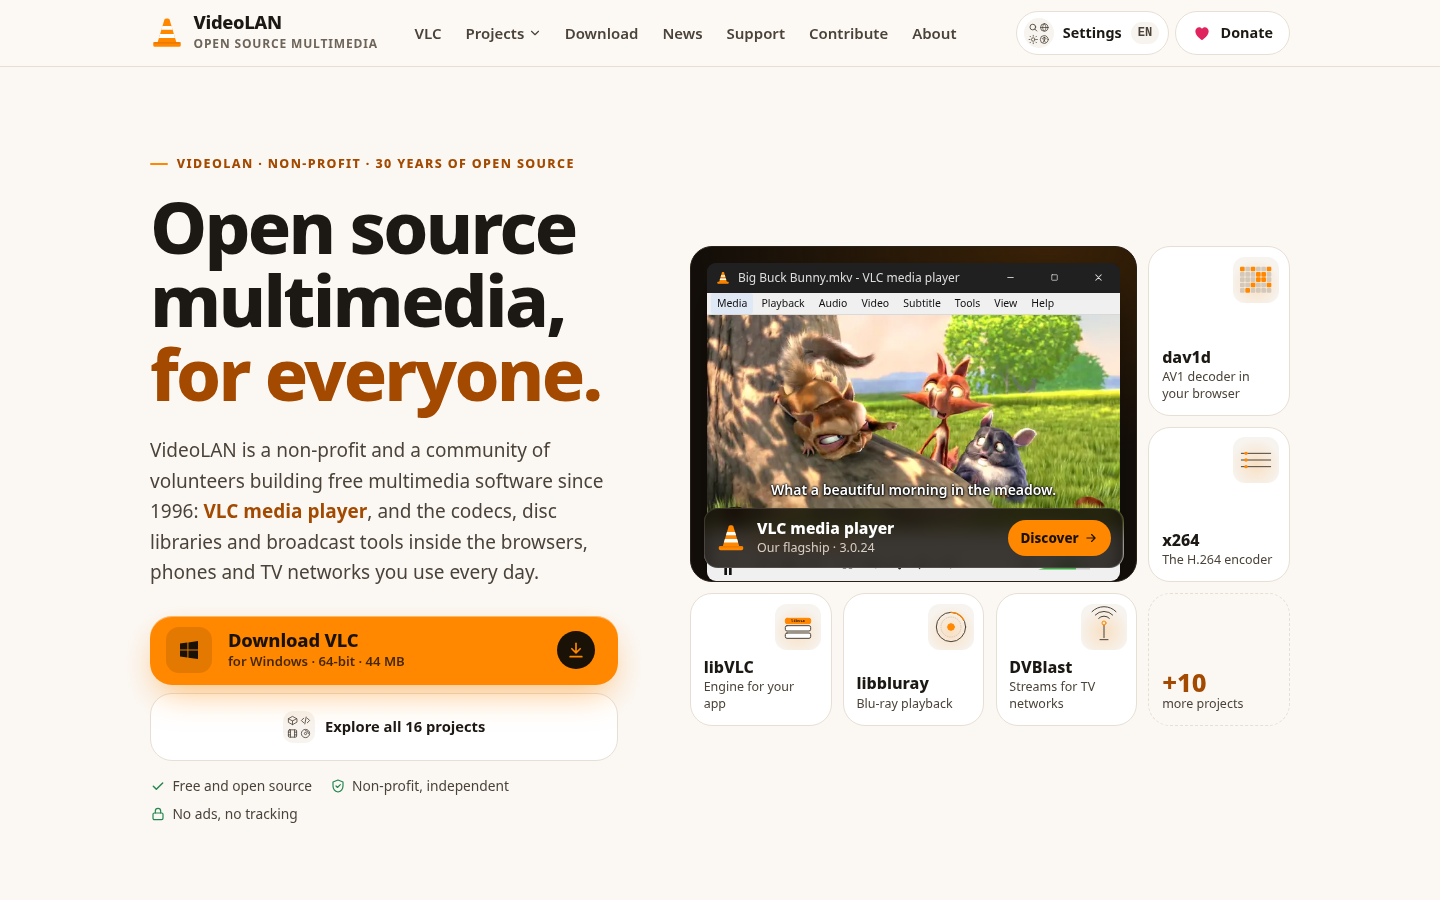 VideoLAN
OPEN SOURCE MULTIMEDIA
VLC
Projects
Download
News
Support
Contribute
About
Settings
EN
Donate
VIDEOLAN · NON-PROFIT · 30 YEARS OF OPEN SOURCE
Open source
multimedia,
for everyone.
VideoLAN is a non-profit and a community of
volunteers building free multimedia software since
1996: VLC media player, and the codecs, disc
libraries and broadcast tools inside the browsers,
phones and TV networks you use every day.
Download VLC
for Windows · 64-bit · 44 MB
Explore all 16 projects
Free and open source
Non-profit, independent
No ads, no tracking
Big Buck Bunny.mkv - VLC media player
Media Playback Audio Video Subtitle Tools View Help
What a beautiful morning in the meadow.
VLC media player
Our flagship · 3.0.24
Discover
dav1d
AV1 decoder in
your browser
x264
The H.264 encoder
libVLC
Engine for your
app
libbluray
Blu-ray playback
DVBlast
Streams for TV
networks
+10
more projects